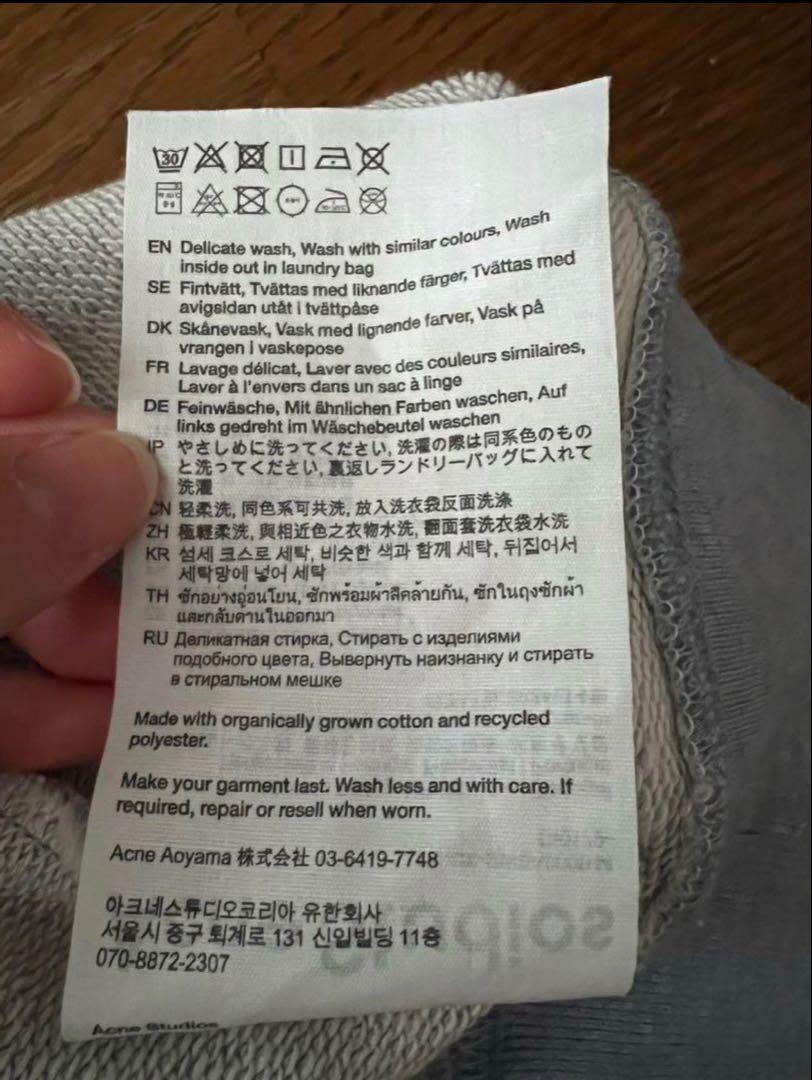 30
EN Delicate wash, Wash with similar colours, Wash
inside out in laundry bag
SE Fintvätt, Tvättas med liknande färger, Tvättas med
avigsidan utåt i tvättpåse
DK Skånevask, Vask med lignende farver, Vask på
vrangen i vaskepose
FR Lavage délicat, Laver avec des couleurs similaires,
Laver à l'envers dans un sac à linge
DE Feinwäsche, Mit ähnlichen Farben waschen, Auf
links gedreht im Wäschebeutel waschen
JP やさしめに洗ってください, 洗濯の際は同系色のもの
と洗ってください, 裏返しランドリーバッグに入れて
洗濯
CN 轻柔洗, 同色系可共洗, 放入洗衣袋反面洗涤
ZH 極輕柔洗, 與相近色之衣物水洗, 翻面套洗衣袋水洗
KR 섬세 코스로 세탁, 비슷한 색과 함께 세탁, 뒤집어서
세탁망에 넣어 세탁
TH ซักอย่างอ่อนโยน, ซักพร้อมผ้าสีคล้ายกัน, ซักในถุงซักผ้า
และกลับด้านในออกมา
RU Деликатная стирка, Стирать с изделиями
подобного цвета, Вывернуть наизнанку и стирать
в стиральном мешке
Made with organically grown cotton and recycled
polyester.
Make your garment last. Wash less and with care. If
required, repair or resell when worn.
Acne Aoyama 株式会社 03-6419-7748
아크네스튜디오코리아 유한회사
서울시 중구 퇴계로 131 신일빌딩 11층
070-8872-2307
Acne Studios